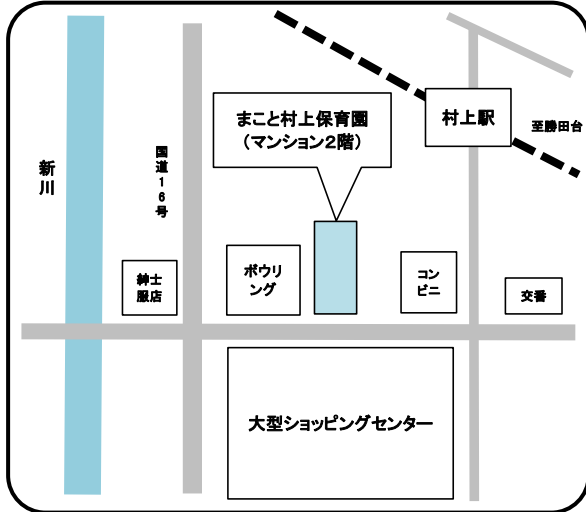 まこと村上保育園
（マンション２階）
村上駅
至勝田台
新川
国道16号
紳士
服店
ボウリ
ング
コン
ビニ
交番
大型ショッピングセンター